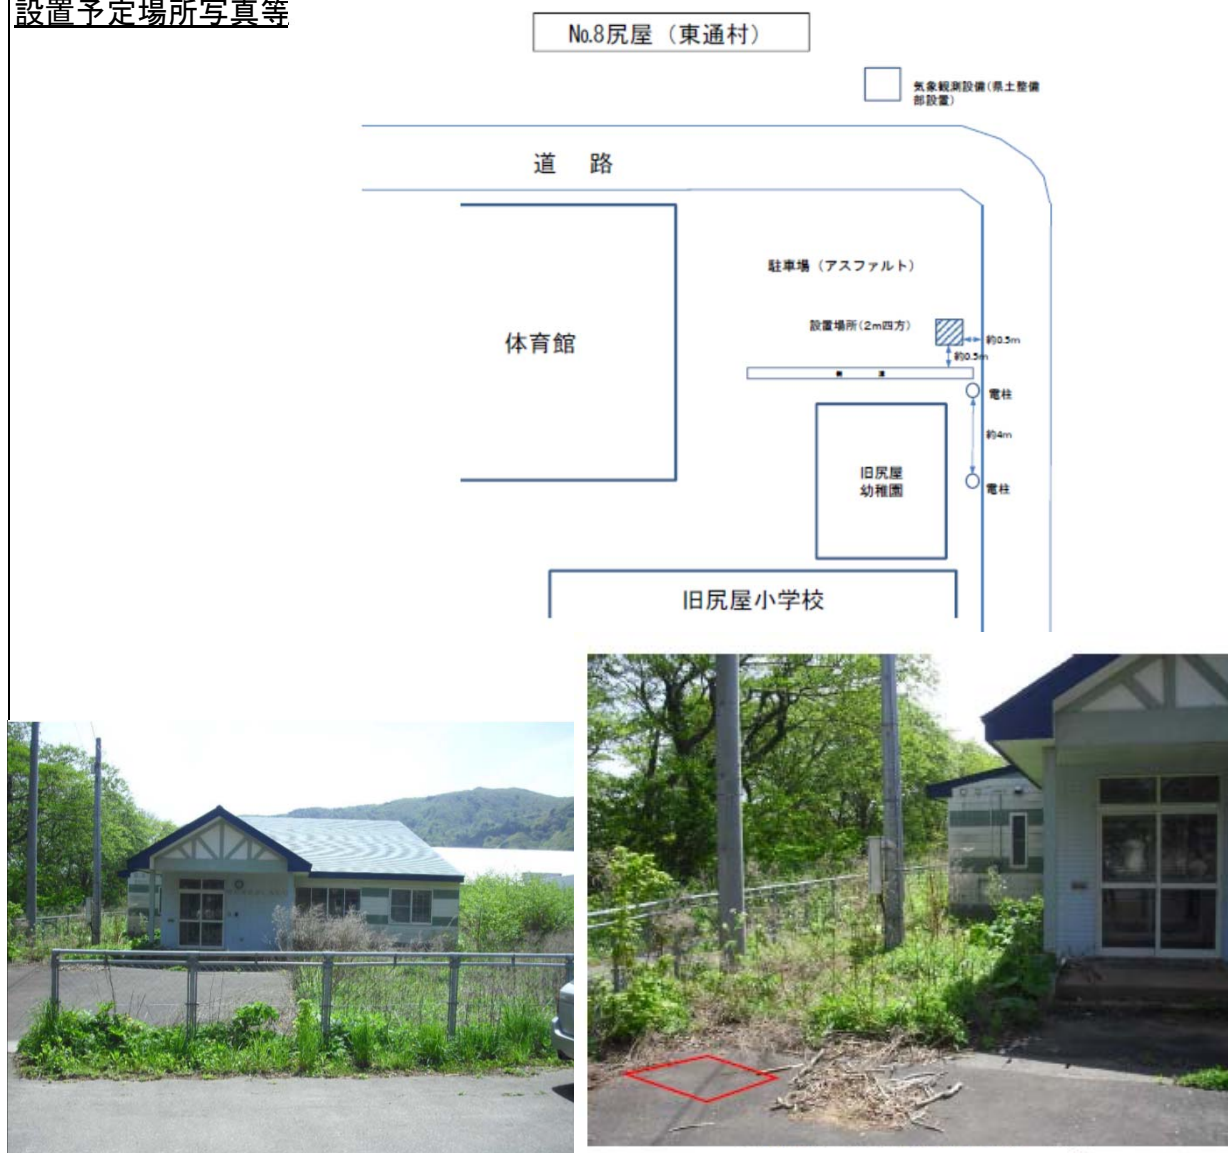 設置予定場所写真等
№8尻屋（東通村）
気象観測設備（県土整備
部設置）
道　路
駐車場（アスファルト）
設置場所（2m四方）
約0.5m
約0.5m
体育館
電柱
約4m
旧尻屋
幼稚園
電柱
旧尻屋小学校